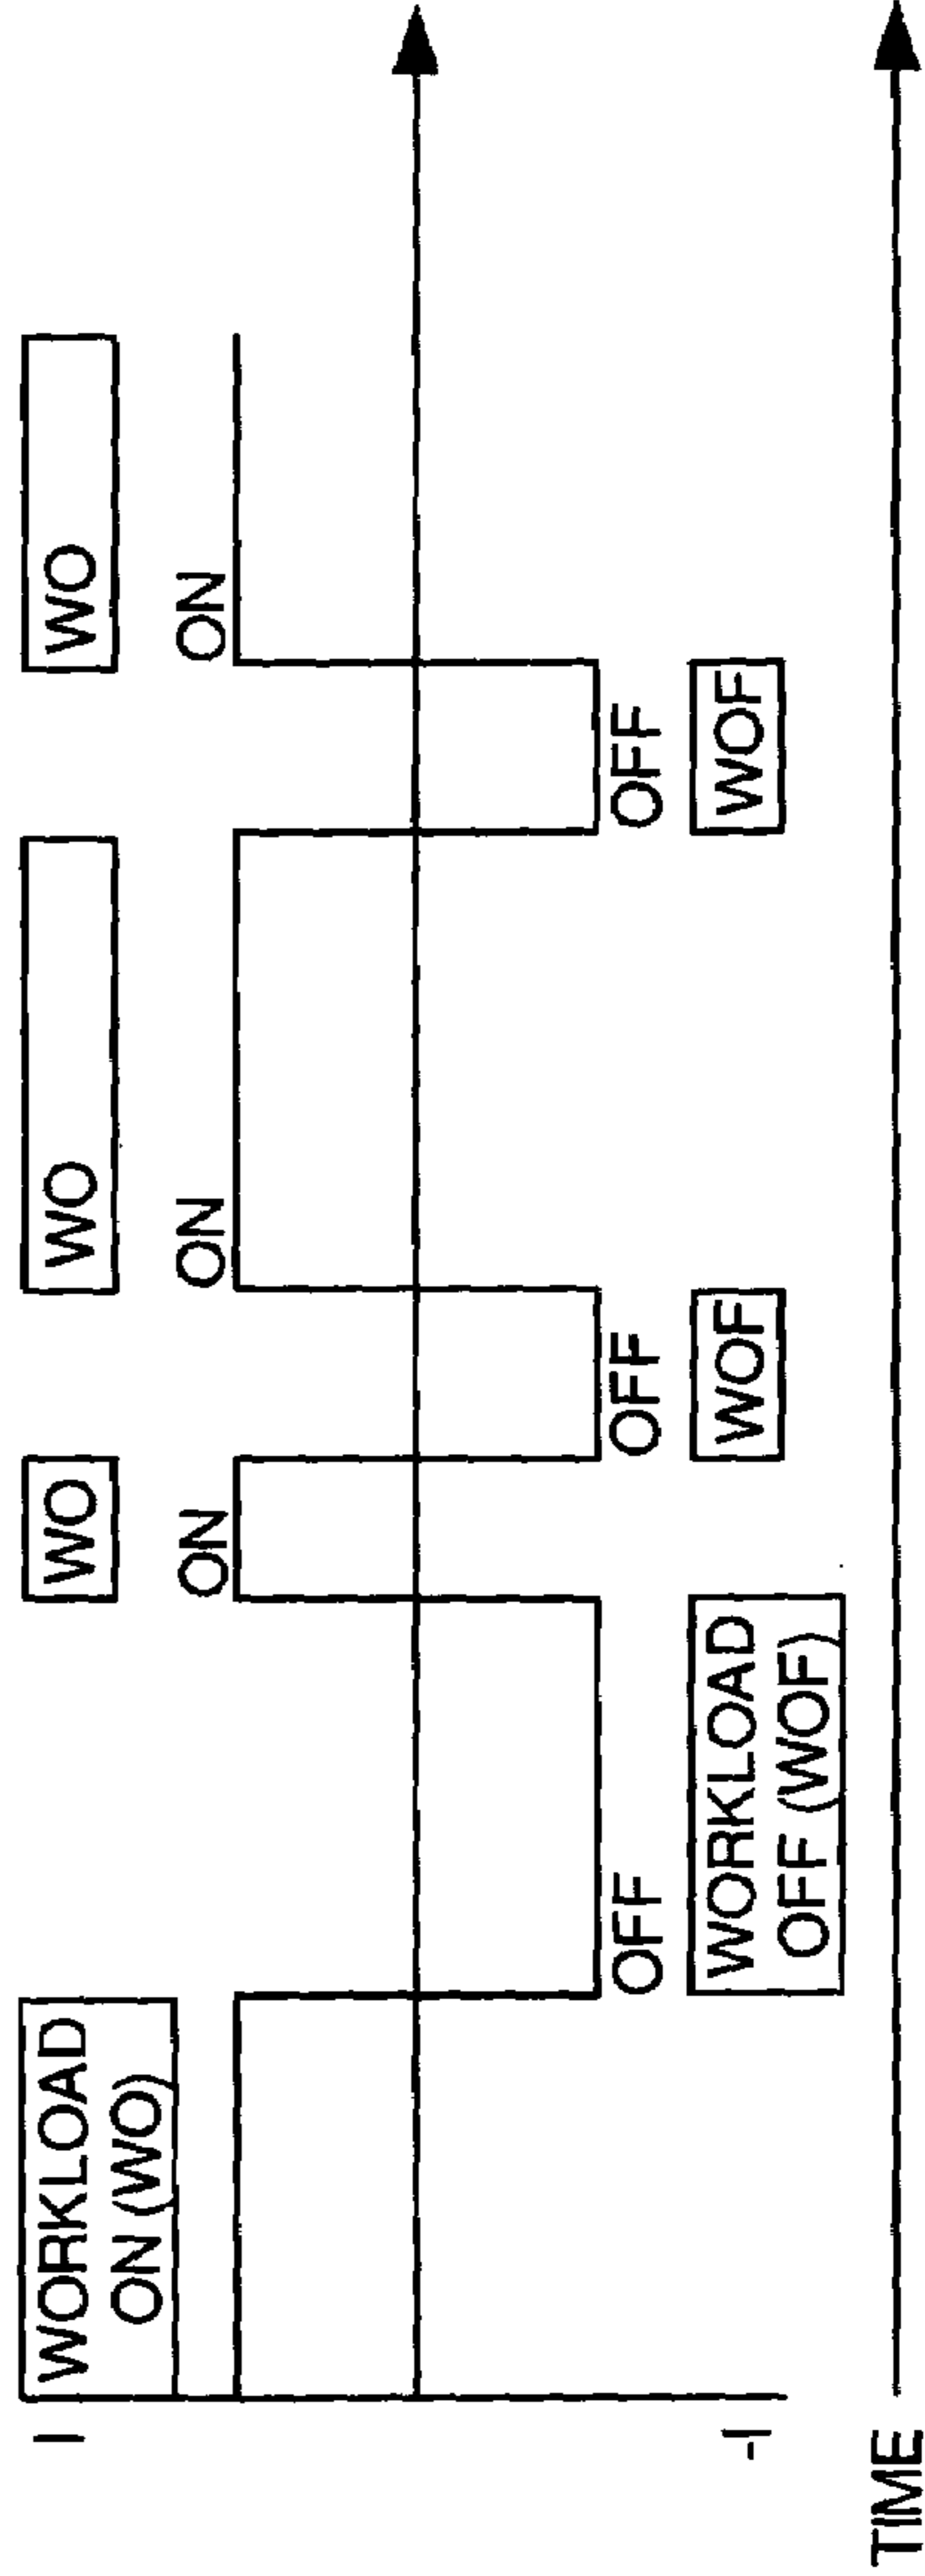 I
WORKLOAD
ON (WO)
WO
WO
WO
ON
ON
ON
OFF
OFF
OFF
-I
WORKLOAD
OFF (WOF)
WOF
WOF
TIME